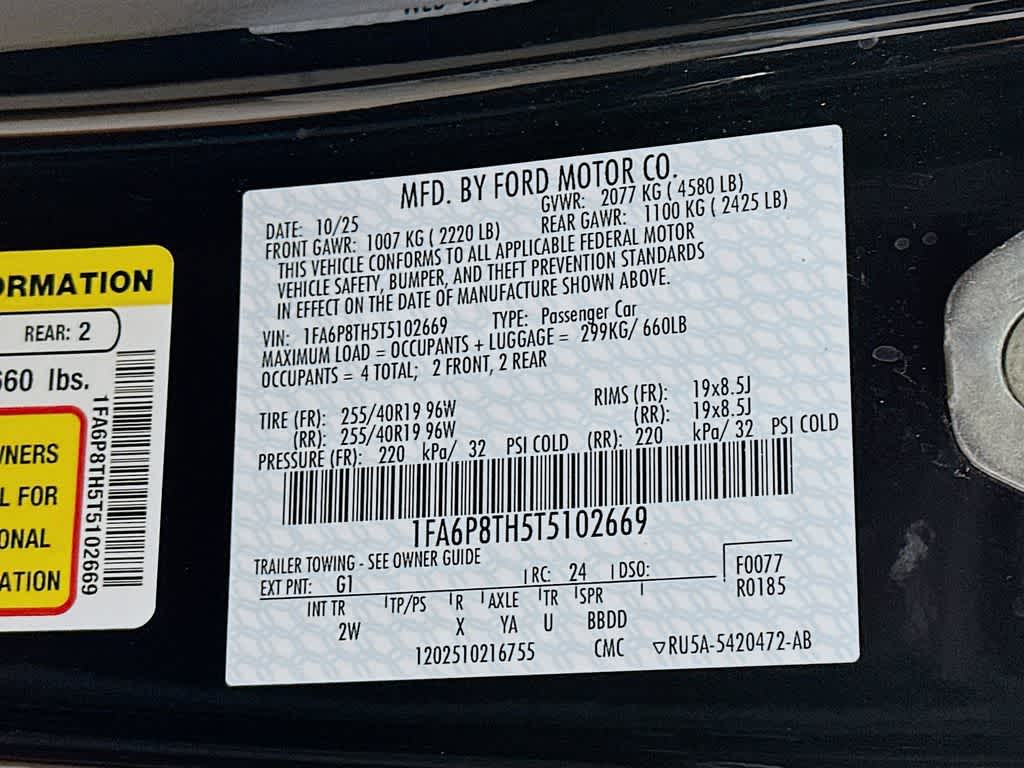 MFD. BY FORD MOTOR CO.
DATE: 10/25 GVWR: 2077 KG ( 4580 LB)
FRONT GAWR: 1007 KG ( 2220 LB) REAR GAWR: 1100 KG ( 2425 LB)
THIS VEHICLE CONFORMS TO ALL APPLICABLE FEDERAL MOTOR
VEHICLE SAFETY, BUMPER, AND THEFT PREVENTION STANDARDS
IN EFFECT ON THE DATE OF MANUFACTURE SHOWN ABOVE.
VIN: 1FA6P8TH5T5102669 TYPE: Passenger Car
MAXIMUM LOAD = OCCUPANTS + LUGGAGE = 299KG/ 660LB
OCCUPANTS = 4 TOTAL; 2 FRONT, 2 REAR
TIRE (FR): 255/40R19 96W RIMS (FR): 19x8.5J
(RR): 255/40R19 96W (RR): 19x8.5J
PRESSURE (FR): 220 kPa/ 32 PSI COLD (RR): 220 kPa/ 32 PSI COLD
1FA6P8TH5T5102669
TRAILER TOWING - SEE OWNER GUIDE
EXT PNT: G1 RC: 24 DSO: F0077
R0185
INT TR TP/PS R AXLE TR SPR
2W X YA U BBDD
1202510216755 CMC ▽RU5A-5420472-AB
ORMATION
REAR: 2
660 lbs.
WNERS
L FOR
ONAL
ATION
1FA6P8TH5T5102669